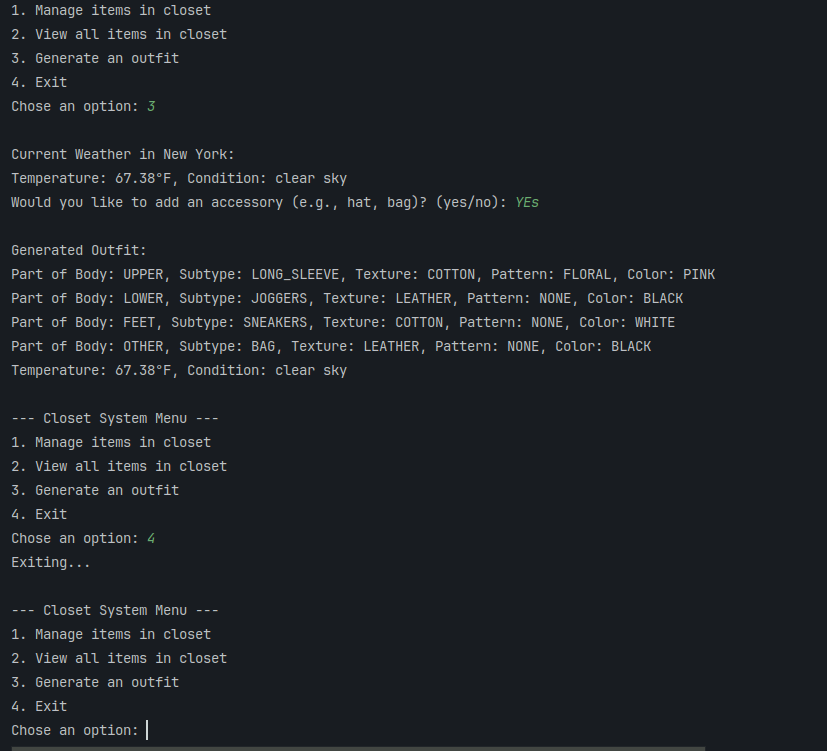 1. Manage items in closet
2. View all items in closet
3. Generate an outfit
4. Exit
Chose an option: 3
Current Weather in New York:
Temperature: 67.38°F, Condition: clear sky
Would you like to add an accessory (e.g., hat, bag)? (yes/no): YEs
Generated Outfit:
Part of Body: UPPER, Subtype: LONG_SLEEVE, Texture: COTTON, Pattern: FLORAL, Color: PINK
Part of Body: LOWER, Subtype: JOGGERS, Texture: LEATHER, Pattern: NONE, Color: BLACK
Part of Body: FEET, Subtype: SNEAKERS, Texture: COTTON, Pattern: NONE, Color: WHITE
Part of Body: OTHER, Subtype: BAG, Texture: LEATHER, Pattern: NONE, Color: BLACK
Temperature: 67.38°F, Condition: clear sky
--- Closet System Menu ---
1. Manage items in closet
2. View all items in closet
3. Generate an outfit
4. Exit
Chose an option: 4
Exiting...
--- Closet System Menu ---
1. Manage items in closet
2. View all items in closet
3. Generate an outfit
4. Exit
Chose an option: